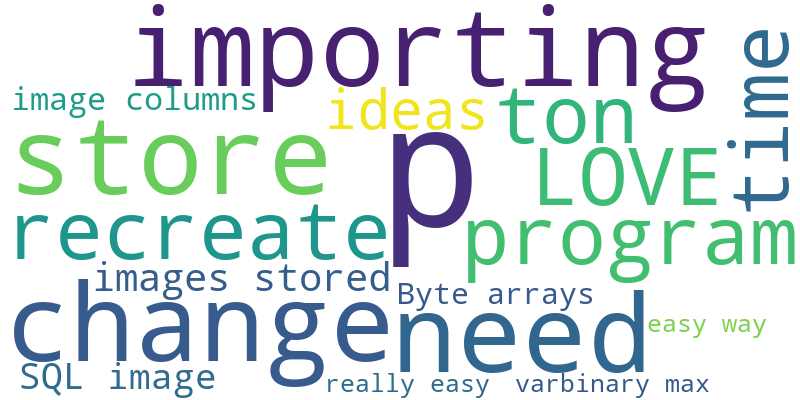 importing
time
image columns
ideas
ton
store
p
LOVE
recreate
program
images stored
change
Byte arrays
need
easy way
SQL image
really easy
varbinary max